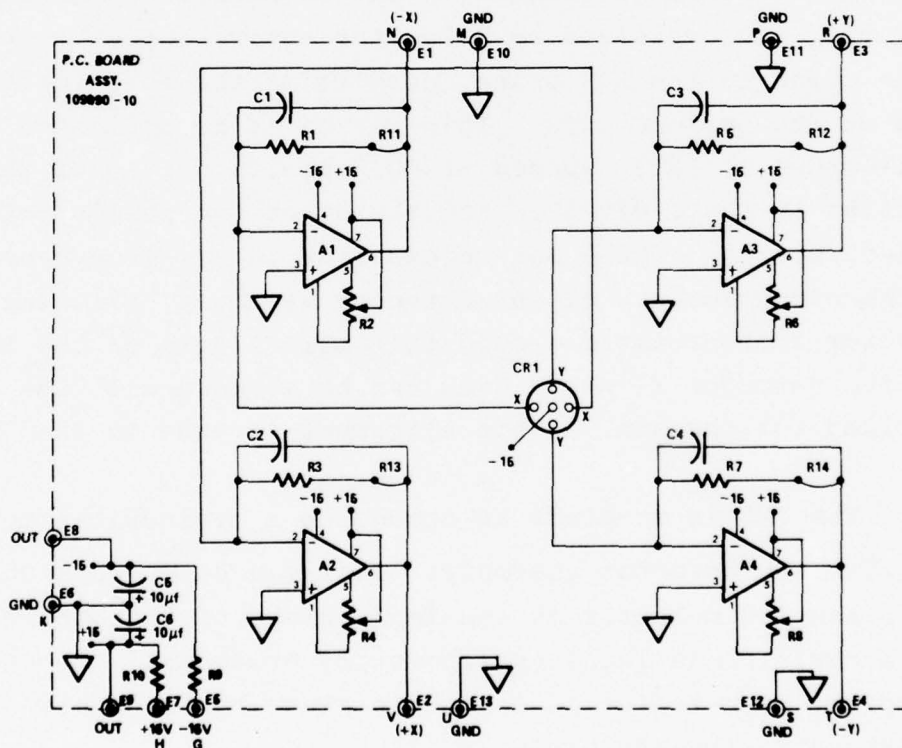 (-X) GND GND (+Y)
N M P R
E1 E10 E11 E3
P.C. BOARD
ASSY.
109890-10
C1 C3
R1 R11 R5 R12
-15 +15 -15 +15
4 4
2 - 7 2 - 7
A1 6 A3 6
3 + 5 3 + 5
1 1
R2 R6
CR1 Y
X X
Y
-15
C2 C4
R3 R13 R7 R14
-15 +15 -15 +15
OUT E8
4 4
2 - 7 2 - 7
A2 6 A4 6
3 + 5 3 + 5
1 1
-15
C5
10µf
GND E6
K
+15
C6
10µf
R4 R8
R10 R9
E9 E7 E5 E2 E13 E12 E4
OUT +15V -15V V U S T
H G (+X) GND GND (-Y)